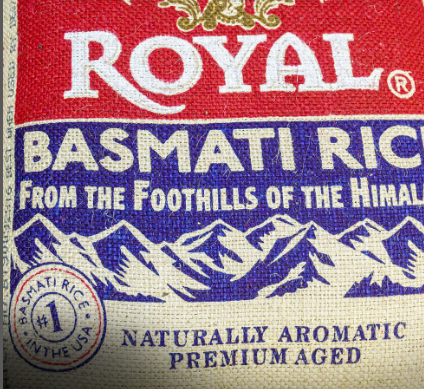 ROYAL®
BASMATI RIC
FROM THE FOOTHILLS OF THE HIMAL
BASMATI RICE
#1
IN THE USA
NATURALLY AROMATIC
PREMIUM AGED